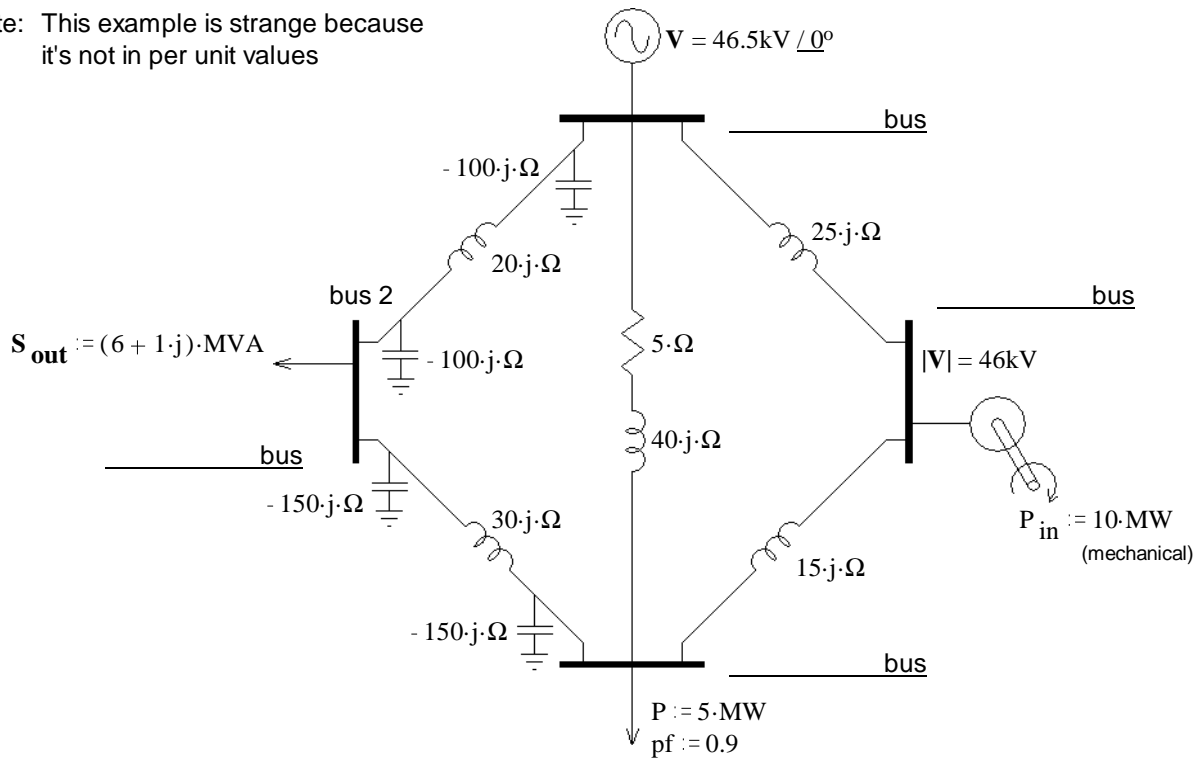 te: This example is strange because
it's not in per unit values
V = 46.5kV / 0º
bus
- 100·j·Ω
25·j·Ω
20·j·Ω
bus 2
bus
S out := (6 + 1·j)·MVA
- 100·j·Ω
5·Ω
|V| = 46kV
40·j·Ω
bus
- 150·j·Ω
30·j·Ω
P in := 10·MW
(mechanical)
15·j·Ω
- 150·j·Ω
bus
P := 5·MW
pf := 0.9